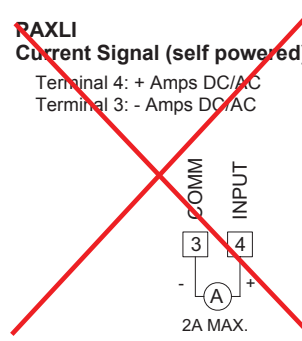 PAXLI
Current Signal (self powered)
Terminal 4: + Amps DC/AC
Terminal 3: - Amps DC/AC
COMM
INPUT
3
4
-
A
+
2A MAX.